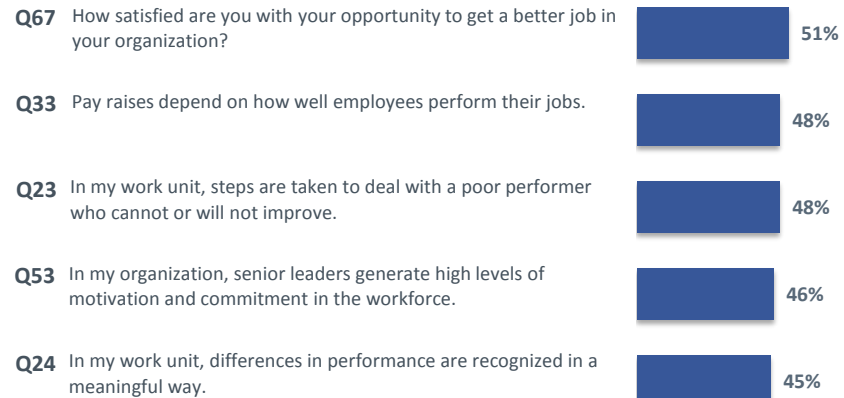 Q67 How satisfied are you with your opportunity to get a better job in
your organization?
51%
Q33 Pay raises depend on how well employees perform their jobs.
48%
Q23 In my work unit, steps are taken to deal with a poor performer
who cannot or will not improve.
48%
Q53 In my organization, senior leaders generate high levels of
motivation and commitment in the workforce.
46%
Q24 In my work unit, differences in performance are recognized in a
meaningful way.
45%